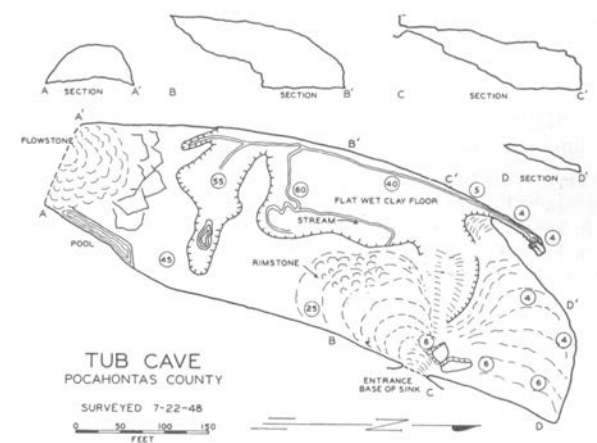 A SECTION A'
B SECTION B'
C SECTION C'
D SECTION D'
A'
FLOWSTONE
A
POOL
B'
C'
55
60
40
5
4
4
FLAT WET CLAY FLOOR
STREAM
45
RIMSTONE
25
B
6
6
6
4
4
D'
D
ENTRANCE
BASE OF SINK
C
TUB CAVE
POCAHONTAS COUNTY
SURVEYED 7-22-48
0 50 100 150
FEET
N